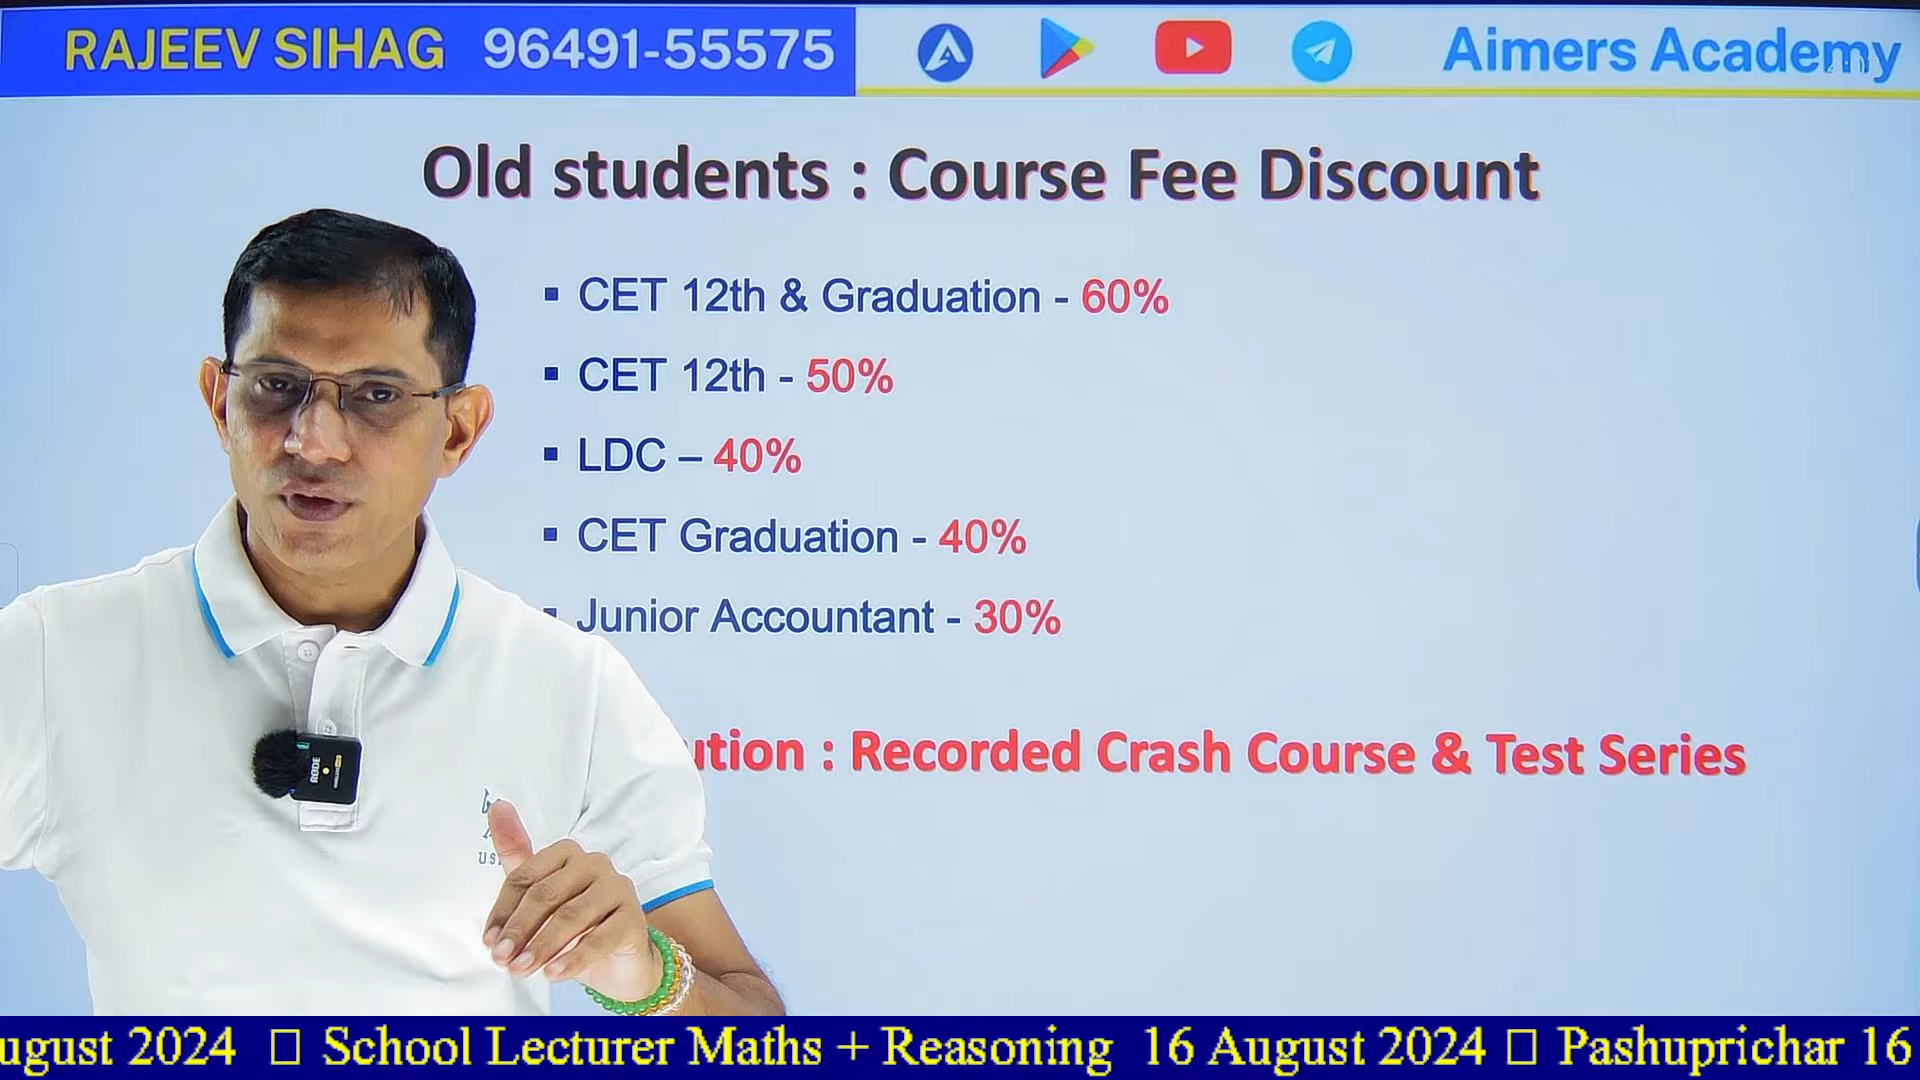 RAJEEV SIHAG 96491-55575
Aimers Academy
Old students : Course Fee Discount
▪ CET 12th & Graduation - 60%
▪ CET 12th - 50%
▪ LDC – 40%
▪ CET Graduation - 40%
▪ Junior Accountant - 30%
: Recorded Crash Course & Test Series
RØDE
August 2024 □ School Lecturer Maths + Reasoning 16 August 2024 □ Pashuprichar 16